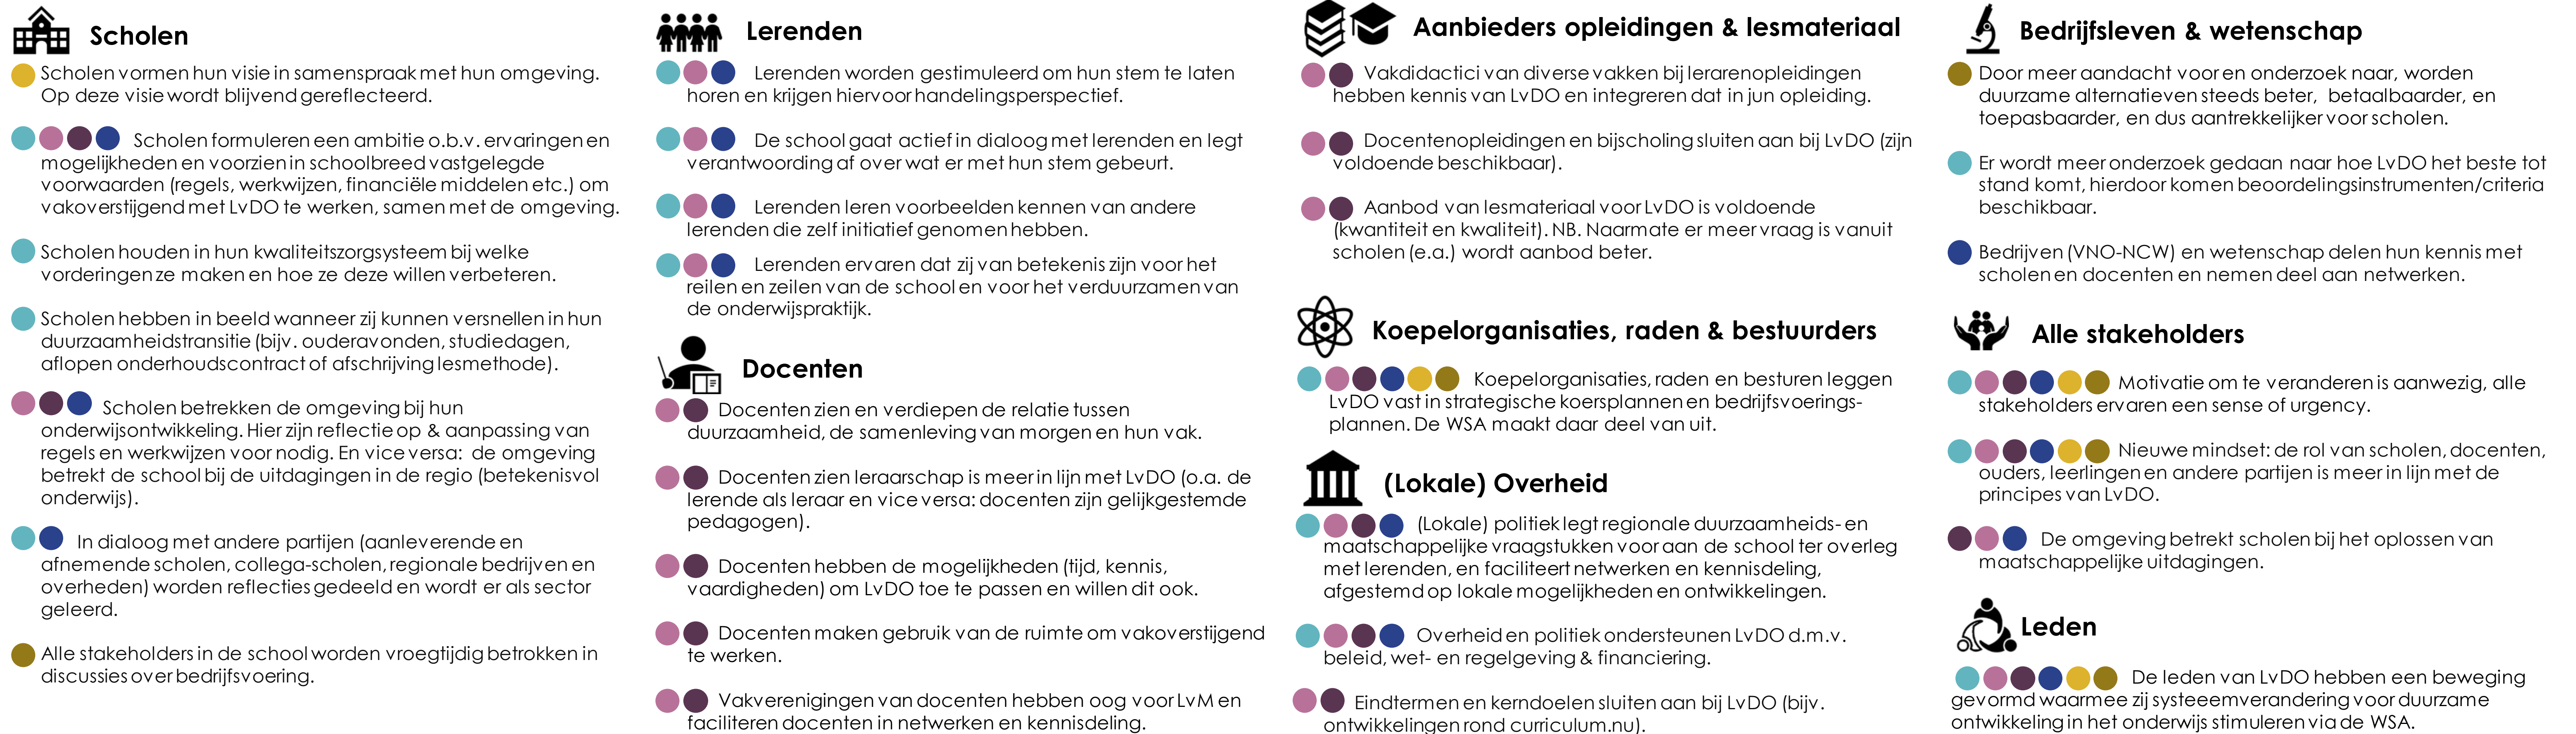 Scholen
Scholen vormen hun visie in samenspraak met hun omgeving.
Op deze visie wordt blijvend gereflecteerd.
Scholen formuleren een ambitie o.b.v. ervaringen en
mogelijkheden en voorzien in schoolbreed vastgelegde
voorwaarden (regels, werkwijzen, financiële middelen etc.) om
vakoverstijgend met LvDO te werken, samen met de omgeving.
Scholen houden in hun kwaliteitszorgsysteem bij welke
vorderingen ze maken en hoe ze deze willen verbeteren.
Scholen hebben in beeld wanneer zij kunnen versnellen in hun
duurzaamheidstransitie (bijv. ouderavonden, studiedagen,
aflopen onderhoudscontract of afschrijving lesmethode).
Scholen betrekken de omgeving bij hun
onderwijsontwikkeling. Hier zijn reflectie op & aanpassing van
regels en werkwijzen voor nodig. En vice versa: de omgeving
betrekt de school bij de uitdagingen in de regio (betekenisvol
onderwijs).
In dialoog met andere partijen (aanleverende en
afnemende scholen, collega-scholen, regionale bedrijven en
overheden) worden reflecties gedeeld en wordt er als sector
geleerd.
Alle stakeholders in de school worden vroegtijdig betrokken in
discussies over bedrijfsvoering.
Lerenden
Lerenden worden gestimuleerd om hun stem te laten
horen en krijgen hiervoor handelingsperspectief.
De school gaat actief in dialoog met lerenden en legt
verantwoording af over wat er met hun stem gebeurt.
Lerenden leren voorbeelden kennen van andere
lerenden die zelf initiatief genomen hebben.
Lerenden ervaren dat zij van betekenis zijn voor het
reilen en zeilen van de school en voor het verduurzamen van
de onderwijspraktijk.
Docenten
Docenten zien en verdiepen de relatie tussen
duurzaamheid, de samenleving van morgen en hun vak.
Docenten zien leraarschap is meer in lijn met LvDO (o.a. de
lerende als leraar en vice versa: docenten zijn gelijkgestemde
pedagogen).
Docenten hebben de mogelijkheden (tijd, kennis,
vaardigheden) om LvDO toe te passen en willen dit ook.
Docenten maken gebruik van de ruimte om vakoverstijgend
te werken.
Vakverenigingen van docenten hebben oog voor LvM en
faciliteren docenten in netwerken en kennisdeling.
Aanbieders opleidingen & lesmateriaal
Vakdidactici van diverse vakken bij lerarenopleidingen
hebben kennis van LvDO en integreren dat in jun opleiding.
Docentenopleidingen en bijscholing sluiten aan bij LvDO (zijn
voldoende beschikbaar).
Aanbod van lesmateriaal voor LvDO is voldoende
(kwantiteit en kwaliteit). NB. Naarmate er meer vraag is vanuit
scholen (e.a.) wordt aanbod beter.
Koepelorganisaties, raden & bestuurders
Koepelorganisaties, raden en besturen leggen
LvDO vast in strategische koersplannen en bedrijfsvoerings-
plannen. De WSA maakt daar deel van uit.
(Lokale) Overheid
(Lokale) politiek legt regionale duurzaamheids- en
maatschappelijke vraagstukken voor aan de school ter overleg
met lerenden, en faciliteert netwerken en kennisdeling,
afgestemd op lokale mogelijkheden en ontwikkelingen.
Overheid en politiek ondersteunen LvDO d.m.v.
beleid, wet- en regelgeving & financiering.
Eindtermen en kerndoelen sluiten aan bij LvDO (bijv.
ontwikkelingen rond curriculum.nu).
Bedrijfsleven & wetenschap
Door meer aandacht voor en onderzoek naar, worden
duurzame alternatieven steeds beter, betaalbaarder, en
toepasbaarder, en dus aantrekkelijker voor scholen.
Er wordt meer onderzoek gedaan naar hoe LvDO het beste tot
stand komt, hierdoor komen beoordelingsinstrumenten/criteria
beschikbaar.
Bedrijven (VNO-NCW) en wetenschap delen hun kennis met
scholen en docenten en nemen deel aan netwerken.
Alle stakeholders
Motivatie om te veranderen is aanwezig, alle
stakeholders ervaren een sense of urgency.
Nieuwe mindset: de rol van scholen, docenten,
ouders, leerlingen en andere partijen is meer in lijn met de
principes van LvDO.
De omgeving betrekt scholen bij het oplossen van
maatschappelijke uitdagingen.
Leden
De leden van LvDO hebben een beweging
gevormd waarmee zij systeeemverandering voor duurzame
ontwikkeling in het onderwijs stimuleren via de WSA.